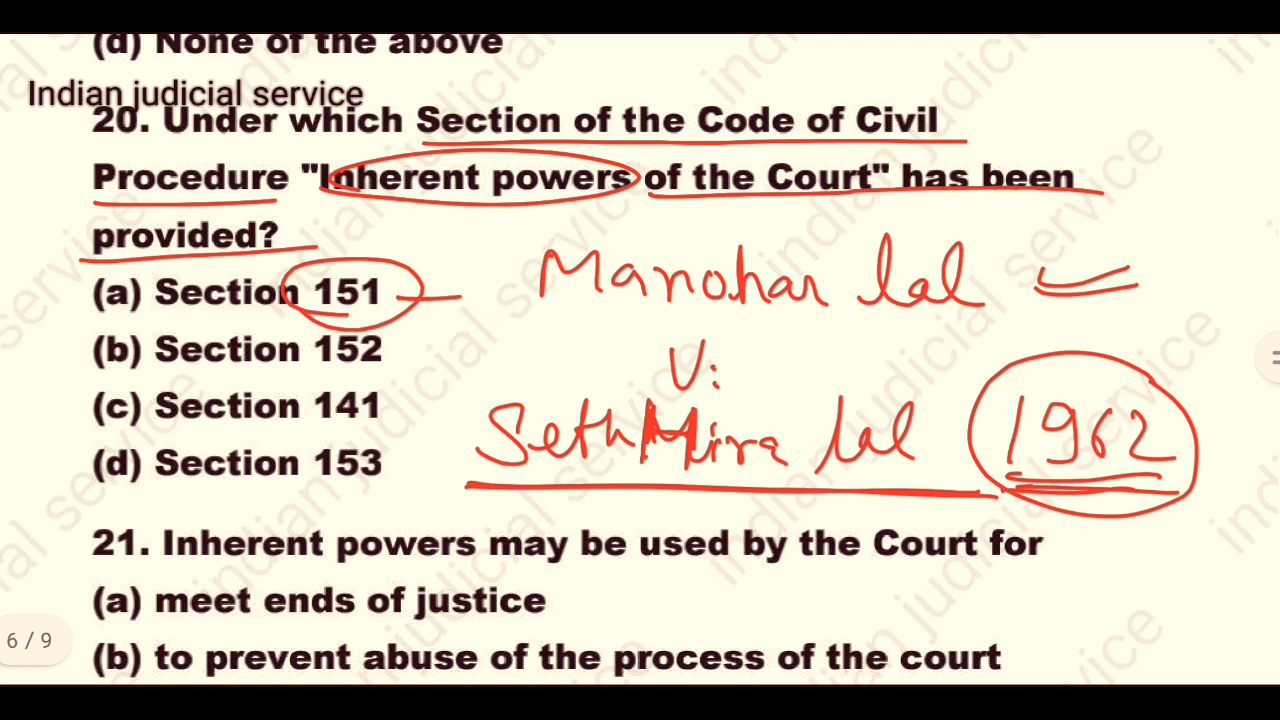 (d) None of the above
Indian judicial service
20. Under which Section of the Code of Civil
Procedure "Inherent powers of the Court" has been
provided?
(a) Section 151
Manohar lal
(b) Section 152
V:
(c) Section 141
Seth Hira lal 1962
(d) Section 153
21. Inherent powers may be used by the Court for
(a) meet ends of justice
6 / 9
(b) to prevent abuse of the process of the court